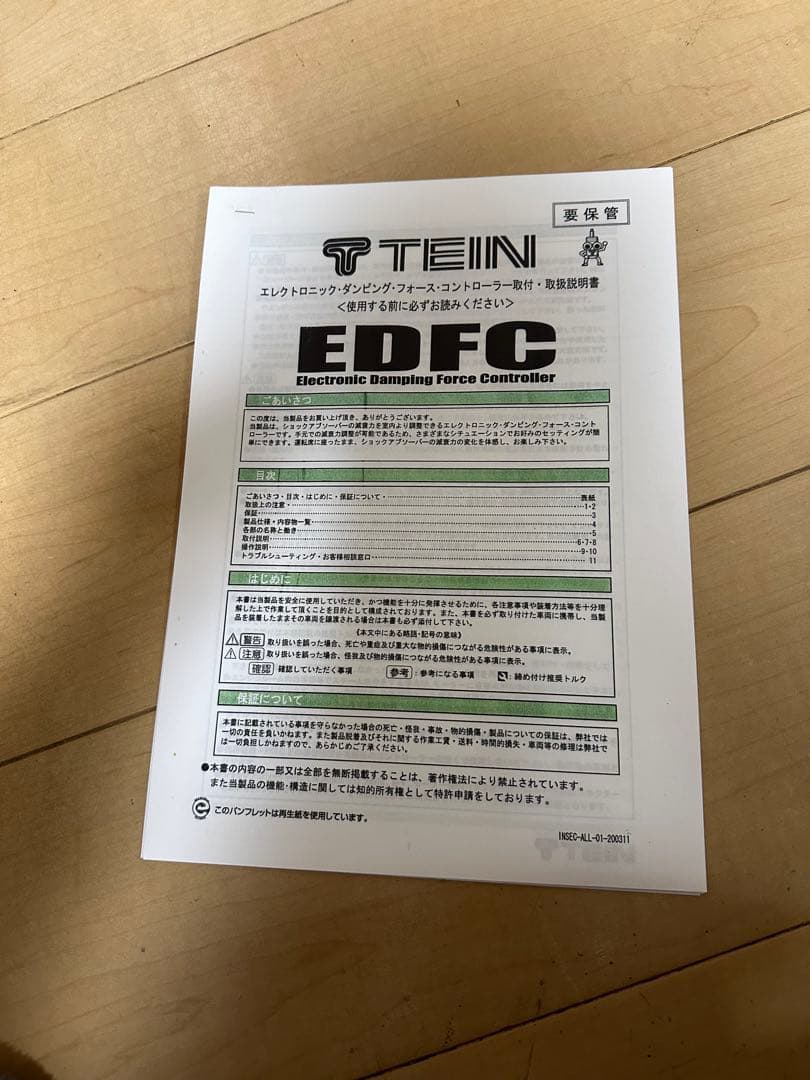 要保管
TEIN
エレクトロニック・ダンピング・フォース・コントローラー取付・取扱説明書
＜使用する前に必ずお読みください＞
EDFC
Electronic Damping Force Controller
ごあいさつ
この度は、当製品をお買い上げ頂き、ありがとうございます。
当製品は、ショックアブソーバーの減衰力を室内より調整できるエレクトロニック・ダンピング・フォース・コント
ローラーです。手元での減衰力調整が可能であるため、さまざまなシチュエーションでお好みのセッティングが簡
単にできます。運転席に座ったまま、ショックアブソーバーの減衰力の変化を体感し、お楽しみ下さい。
目次
ごあいさつ・目次・はじめに・保証について・・・表紙
取扱上の注意・・・1・2
保証・・・3
製品仕様・内容物一覧・・・4
各部の名称と働き・・・5
取付説明・・・6・7・8
操作説明・・・9・10
トラブルシューティング・お客様相談窓口・・・11
はじめに
本書は当製品を安全に使用していただき、かつ機能を十分に発揮させるために、各注意事項や装着方法等を十分理
解した上で作業して頂くことを目的として構成されております。また、本書を必ず取り付けた車両に携帯し、当製
品を装着したままその車両を譲渡される場合は本書も必ず添付して下さい。
《本文中にある略語・記号の意味》
警告 取り扱いを誤った場合、死亡や重症及び重大な物的損傷につながる危険性がある事項に表示。
注意 取り扱いを誤った場合、怪我及び物的損傷につながる危険性がある事項に表示。
確認 確認していただく事項 参考：参考になる事項 ：締め付け推奨トルク
保証について
本書に記載されている事項を守らなかった場合の死亡・怪我・事故・物的損傷・製品についての保証は、弊社では
一切の責任を負いかねます。また製品脱着及びそれに関する作業工賃・送料・時間的損失・車両等の修理は弊社で
は一切負担しかねますので、あらかじめご了承ください。
●本書の内容の一部又は全部を無断掲載することは、著作権法により禁止されています。
また当製品の機能・構造に関しては知的所有権として特許申請をしております。
このパンフレットは再生紙を使用しています。
INSEC-ALL-01-200311